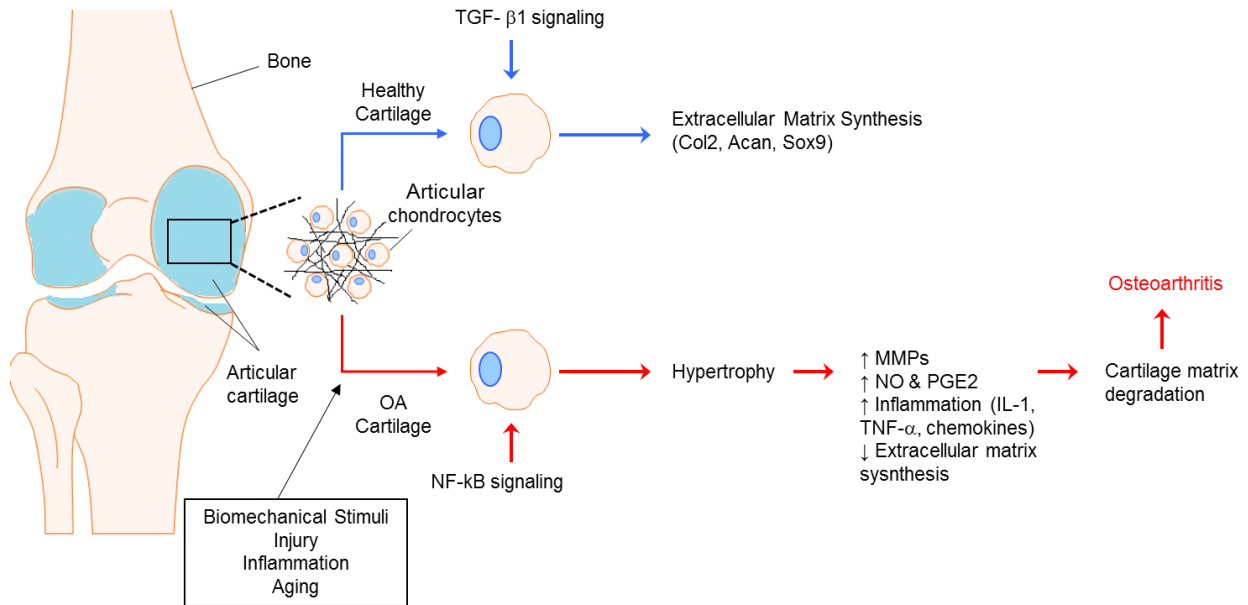 TGF- β1 signaling
Bone
Healthy
Cartilage
Extracellular Matrix Synthesis
(Col2, Acan, Sox9)
Articular
chondrocytes
Osteoarthritis
Articular
cartilage
OA
Cartilage
Hypertrophy
↑ MMPs
↑ NO & PGE2
↑ Inflammation (IL-1,
TNF-α, chemokines)
↓ Extracellular matrix
sysnthesis
Cartilage matrix
degradation
NF-kB signaling
Biomechanical Stimuli
Injury
Inflammation
Aging